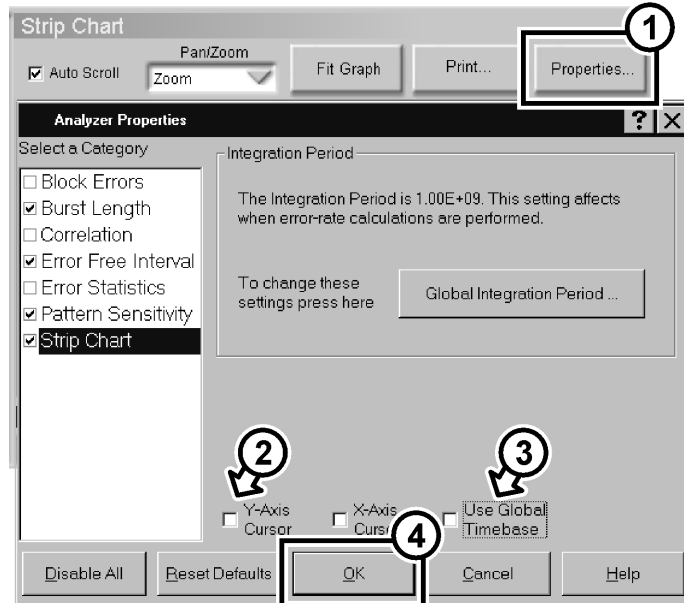 Strip Chart
1
Pan/Zoom
Auto Scroll
Zoom
Fit Graph
Print...
Properties...
Analyzer Properties
?
Select a Category
Block Errors
Burst Length
Correlation
Error Free Interval
Error Statistics
Pattern Sensitivity
Strip Chart
Integration Period
The Integration Period is 1.00E+09. This setting affects
when error-rate calculations are performed.
To change these
settings press here
Global Integration Period ...
2
3
Y-Axis
Cursor
X-Axis
Use Global
Timebase
4
Disable All
Reset Defaults
OK
Cancel
Help